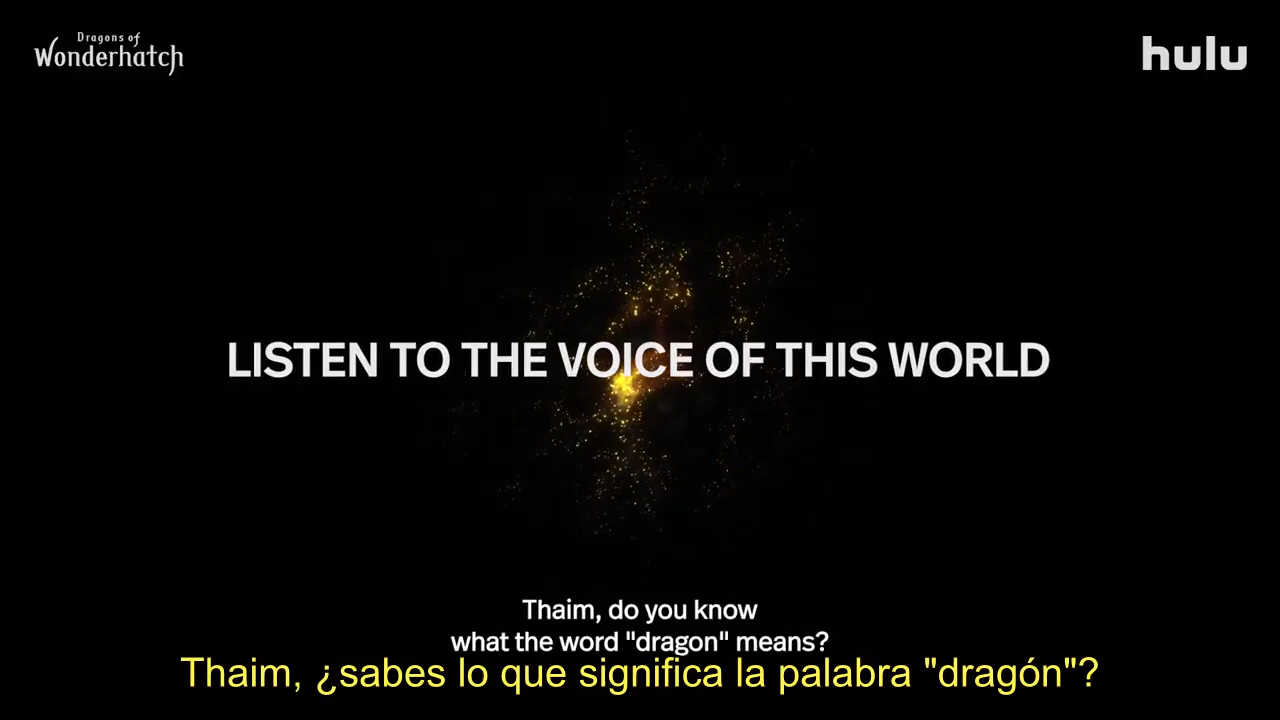 Dragons of
Wonderhatch
hulu
LISTEN TO THE VOICE OF THIS WORLD
Thaim, do you know
what the word "dragon" means?
Thaim, ¿sabes lo que significa la palabra "dragón"?